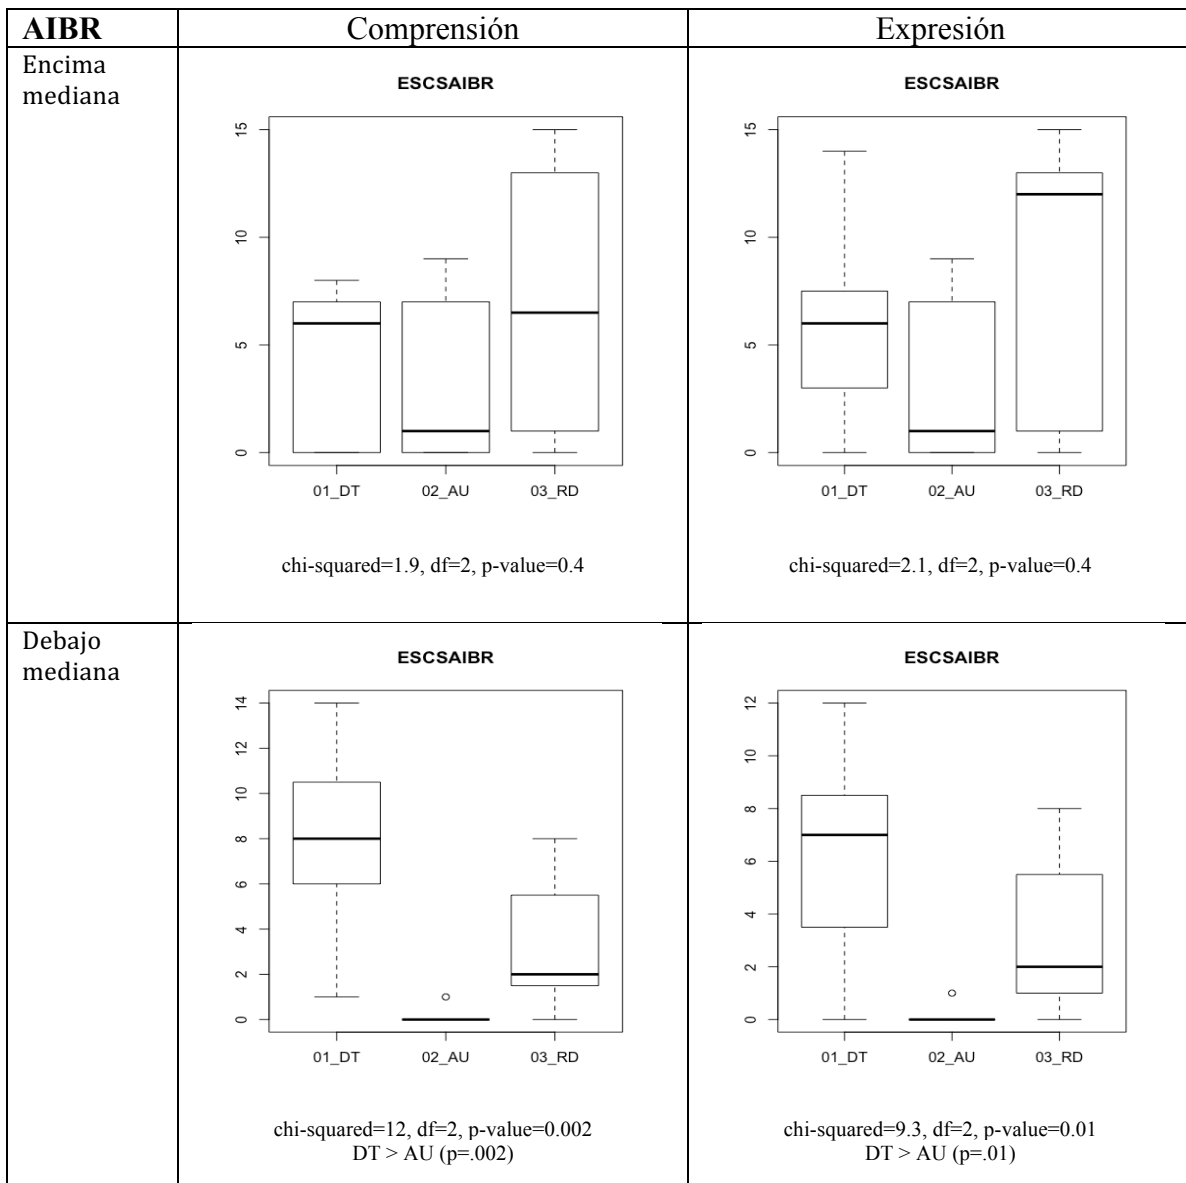 AIBR
Comprensión
Expresión
Encima
mediana
ESCSAIBR
15
10
5
0
01_DT 02_AU 03_RD
chi-squared=1.9, df=2, p-value=0.4
ESCSAIBR
15
10
5
0
01_DT 02_AU 03_RD
chi-squared=2.1, df=2, p-value=0.4
Debajo
mediana
ESCSAIBR
14
12
10
8
6
4
2
0
01_DT 02_AU 03_RD
chi-squared=12, df=2, p-value=0.002
DT > AU (p=.002)
ESCSAIBR
12
10
8
6
4
2
0
01_DT 02_AU 03_RD
chi-squared=9.3, df=2, p-value=0.01
DT > AU (p=.01)